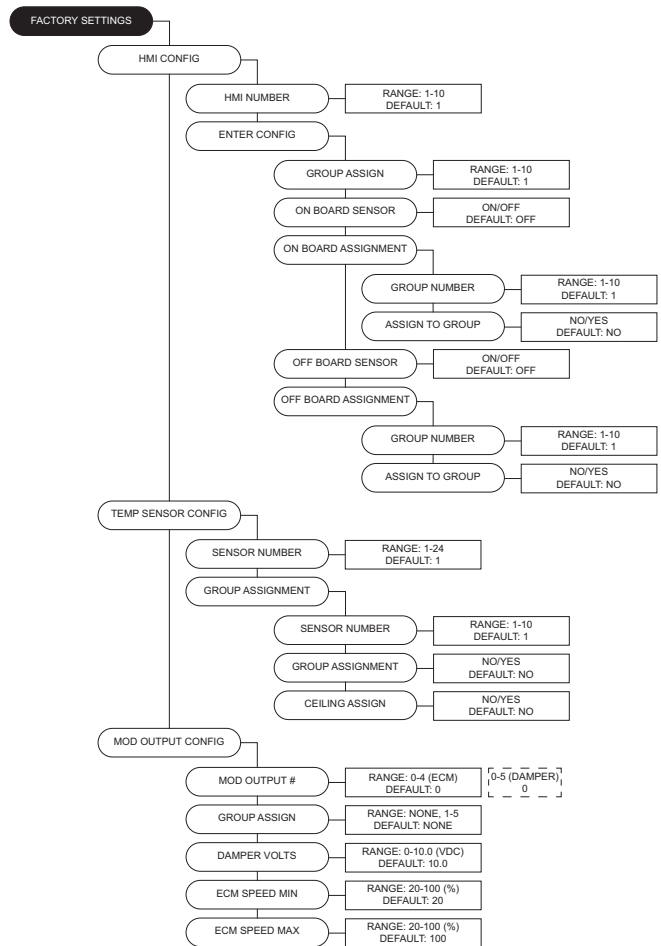 FACTORY SETTINGS
HMI CONFIG
HMI NUMBER
RANGE: 1-10
DEFAULT: 1
ENTER CONFIG
GROUP ASSIGN
RANGE: 1-10
DEFAULT: 1
ON BOARD SENSOR
ON/OFF
DEFAULT: OFF
ON BOARD ASSIGNMENT
GROUP NUMBER
RANGE: 1-10
DEFAULT: 1
ASSIGN TO GROUP
NO/YES
DEFAULT: NO
OFF BOARD SENSOR
ON/OFF
DEFAULT: OFF
OFF BOARD ASSIGNMENT
GROUP NUMBER
RANGE: 1-10
DEFAULT: 1
ASSIGN TO GROUP
NO/YES
DEFAULT: NO
TEMP SENSOR CONFIG
SENSOR NUMBER
RANGE: 1-24
DEFAULT: 1
GROUP ASSIGNMENT
SENSOR NUMBER
RANGE: 1-10
DEFAULT: 1
GROUP ASSIGNMENT
NO/YES
DEFAULT: NO
CEILING ASSIGN
NO/YES
DEFAULT: NO
MOD OUTPUT CONFIG
MOD OUTPUT #
RANGE: 0-4 (ECM)
DEFAULT: 0
0-5 (DAMPER)
0
GROUP ASSIGN
RANGE: NONE, 1-5
DEFAULT: NONE
DAMPER VOLTS
RANGE: 0-10.0 (VDC)
DEFAULT: 10.0
ECM SPEED MIN
RANGE: 20-100 (%)
DEFAULT: 20
ECM SPEED MAX
RANGE: 20-100 (%)
DEFAULT: 100